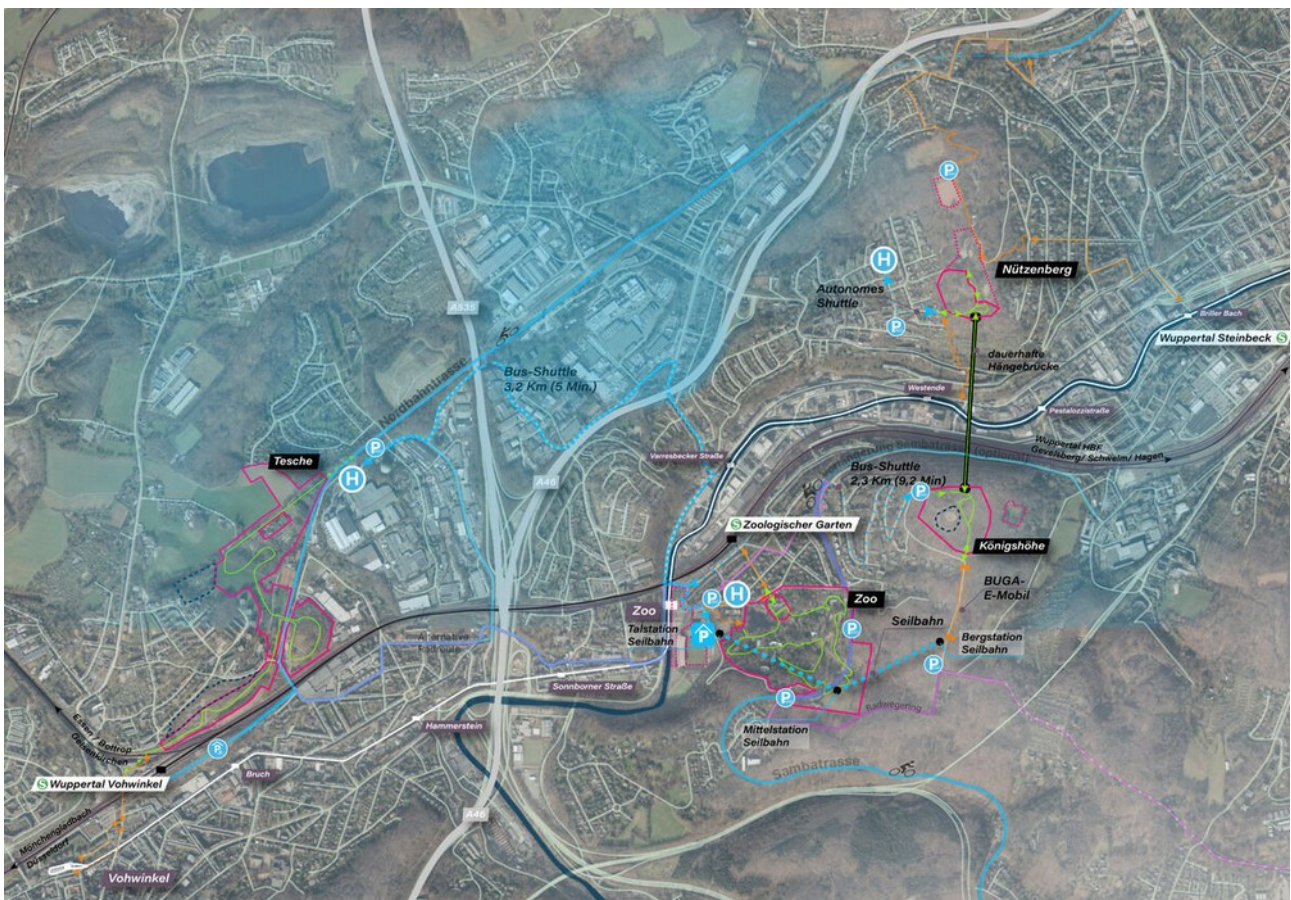 P
H
Nützenberg
Autonomes
Shuttle
P
Briller Bach
A535
Wuppertal Steinbeck S
dauerhafte
Hängebrücke
Bus-Shuttle
3,2 Km (5 Min.)
Westende
Nordbahntrasse
Pestalozzistraße
P
Tesche
H
Varresbecker Straße
Wuppertal HBF
Gevelsberg/ Schwelm/ Hagen
Bus-Shuttle
2,3 Km (9,2 Min)
P
A46
S Zoologischer Garten
Königshöhe
BUGA-
E-Mobil
P
H
Zoo
Zoo
Talstation
Seilbahn
P
P
Seilbahn
Bergstation
Seilbahn
P
Alternative
Radroute
Sonnborner Straße
P
Radwegering
Hammerstein
Mittelstation
Seilbahn
Essen / Bottrop
Gelsenkirchen
P
Bruch
Sambatrasse
S Wuppertal Vohwinkel
A46
Mönchengladbach
Düsseldorf
Vohwinkel